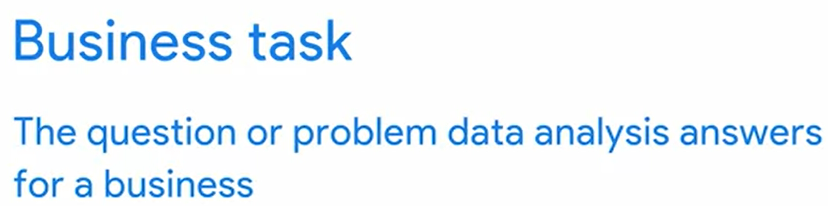 Business task
The question or problem data analysis answers
for a business